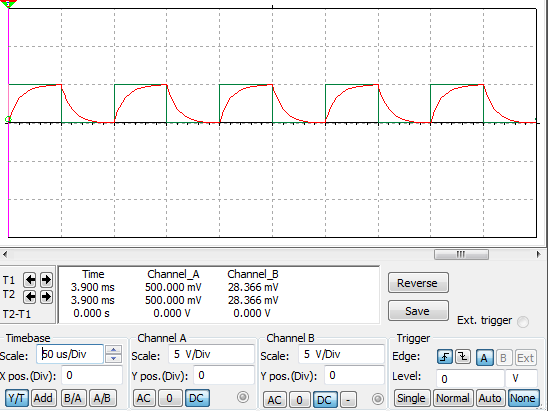 Time Channel_A Channel_B
T1 3.900 ms 500.000 mV 28.366 mV
T2 3.900 ms 500.000 mV 28.366 mV
T2-T1 0.000 s 0.000 V 0.000 V
Reverse
Save
Ext. trigger
Timebase
Scale: 50 us/Div
X pos.(Div): 0
Y/T Add B/A A/B
Channel A
Scale: 5 V/Div
Y pos.(Div): 0
AC 0 DC
Channel B
Scale: 5 V/Div
Y pos.(Div): 0
AC 0 DC -
Trigger
Edge: A B Ext
Level: 0 V
Single Normal Auto None